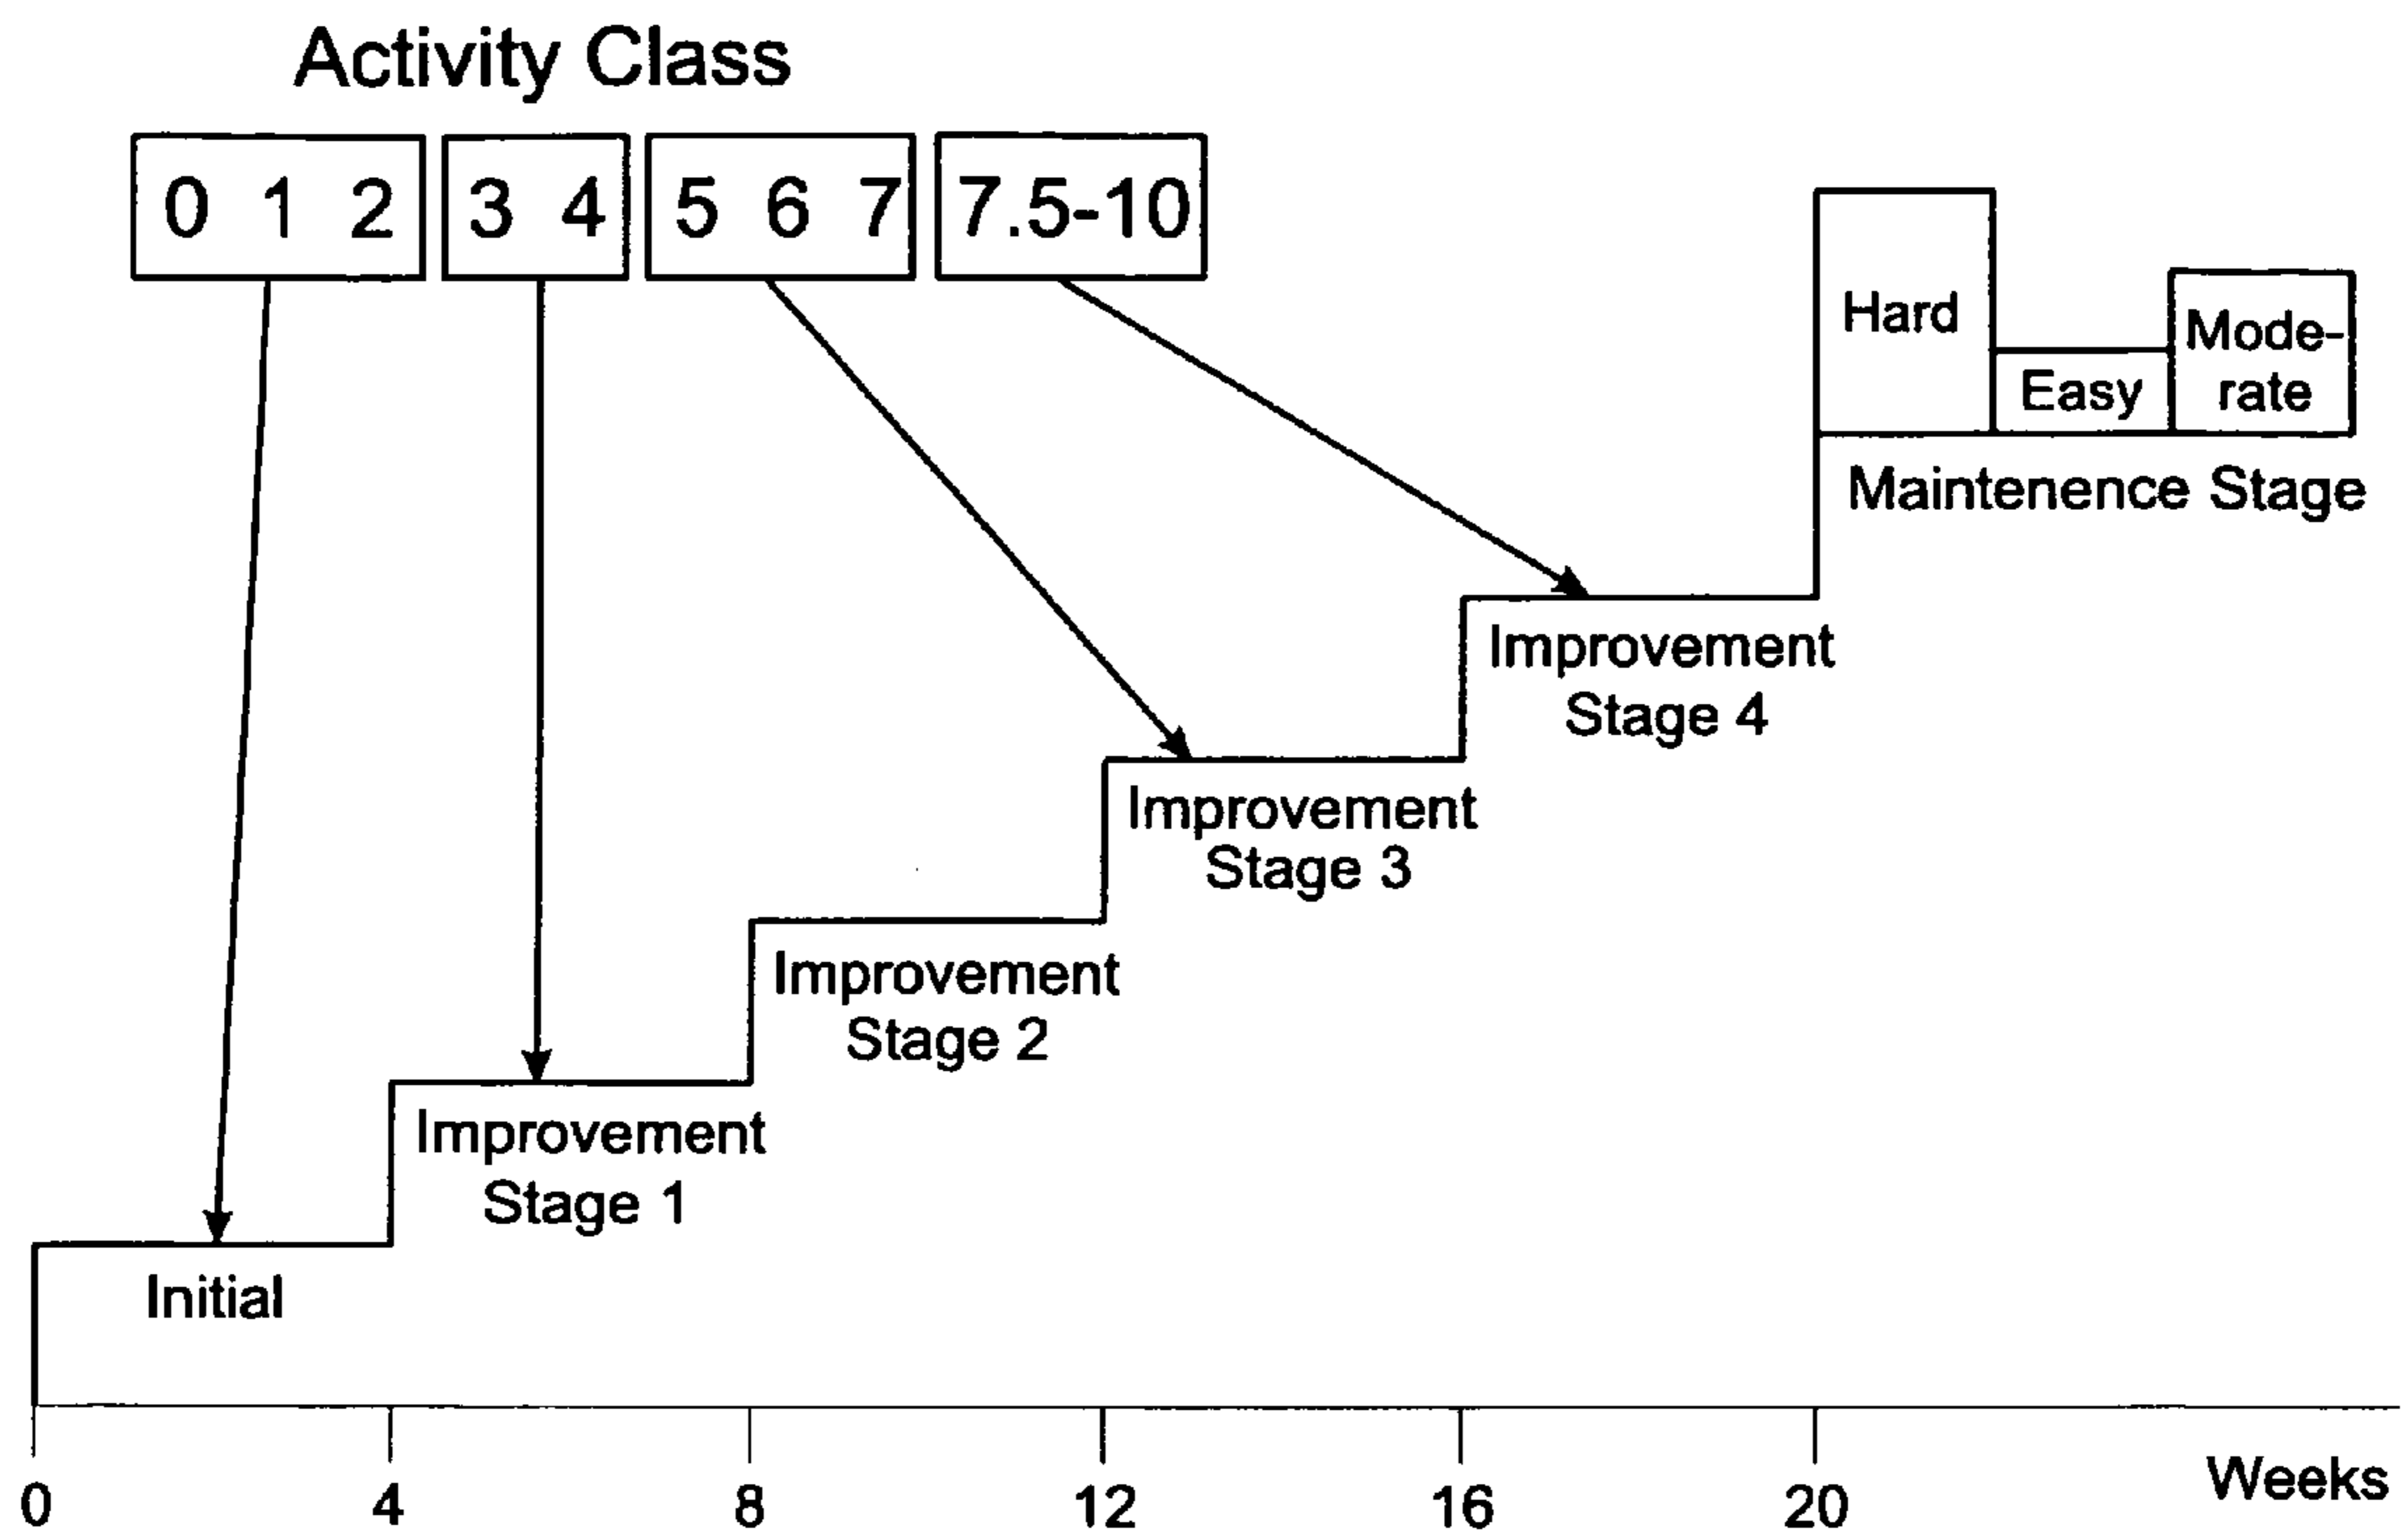 Activity Class
0 1 2 3 4 5 6 7 7.5-10
Hard
Easy
Mode-
rate
Maintenence Stage
Improvement
Stage 4
Improvement
Stage 3
Improvement
Stage 2
Improvement
Stage 1
Initial
0 4 8 12 16 20 Weeks